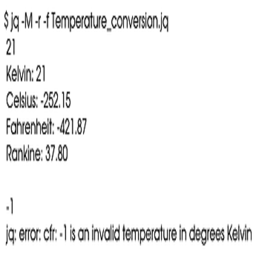 $ jq -M -r -f Temperature_conversion.jq
21
Kelvin: 21
Celsius: -252.15
Fahrenheit: -421.87
Rankine: 37.80
-1
jq: error: cfr: -1 is an invalid temperature in degrees Kelvin